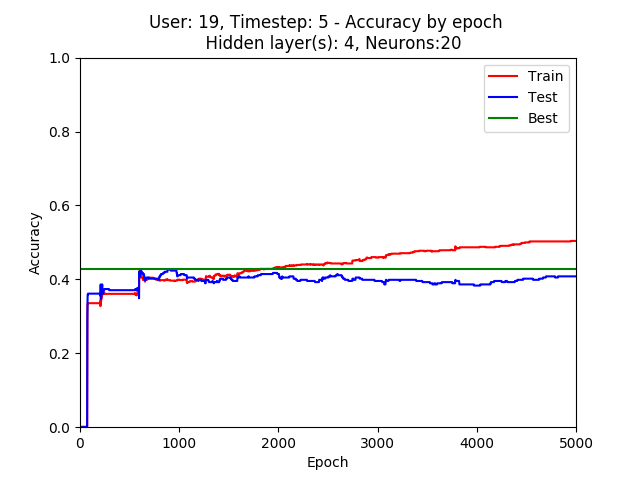 User: 19, Timestep: 5 - Accuracy by epoch
Hidden layer(s): 4, Neurons:20
1.0
0.8
0.6
0.4
0.2
0.0
Accuracy
Train
Test
Best
0 1000 2000 3000 4000 5000
Epoch